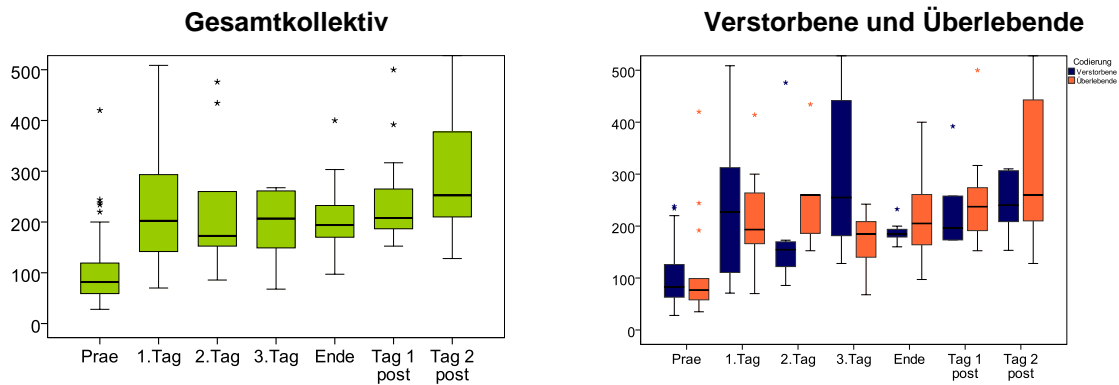 Gesamtkollektiv
500
400
300
200
100
0
Prae 1.Tag 2.Tag 3.Tag Ende Tag 1 post Tag 2 post
Verstorbene und Überlebende
Codierung
Verstorbene
Überlebende
500
400
300
200
100
0
Prae 1.Tag 2.Tag 3.Tag Ende Tag 1 post Tag 2 post